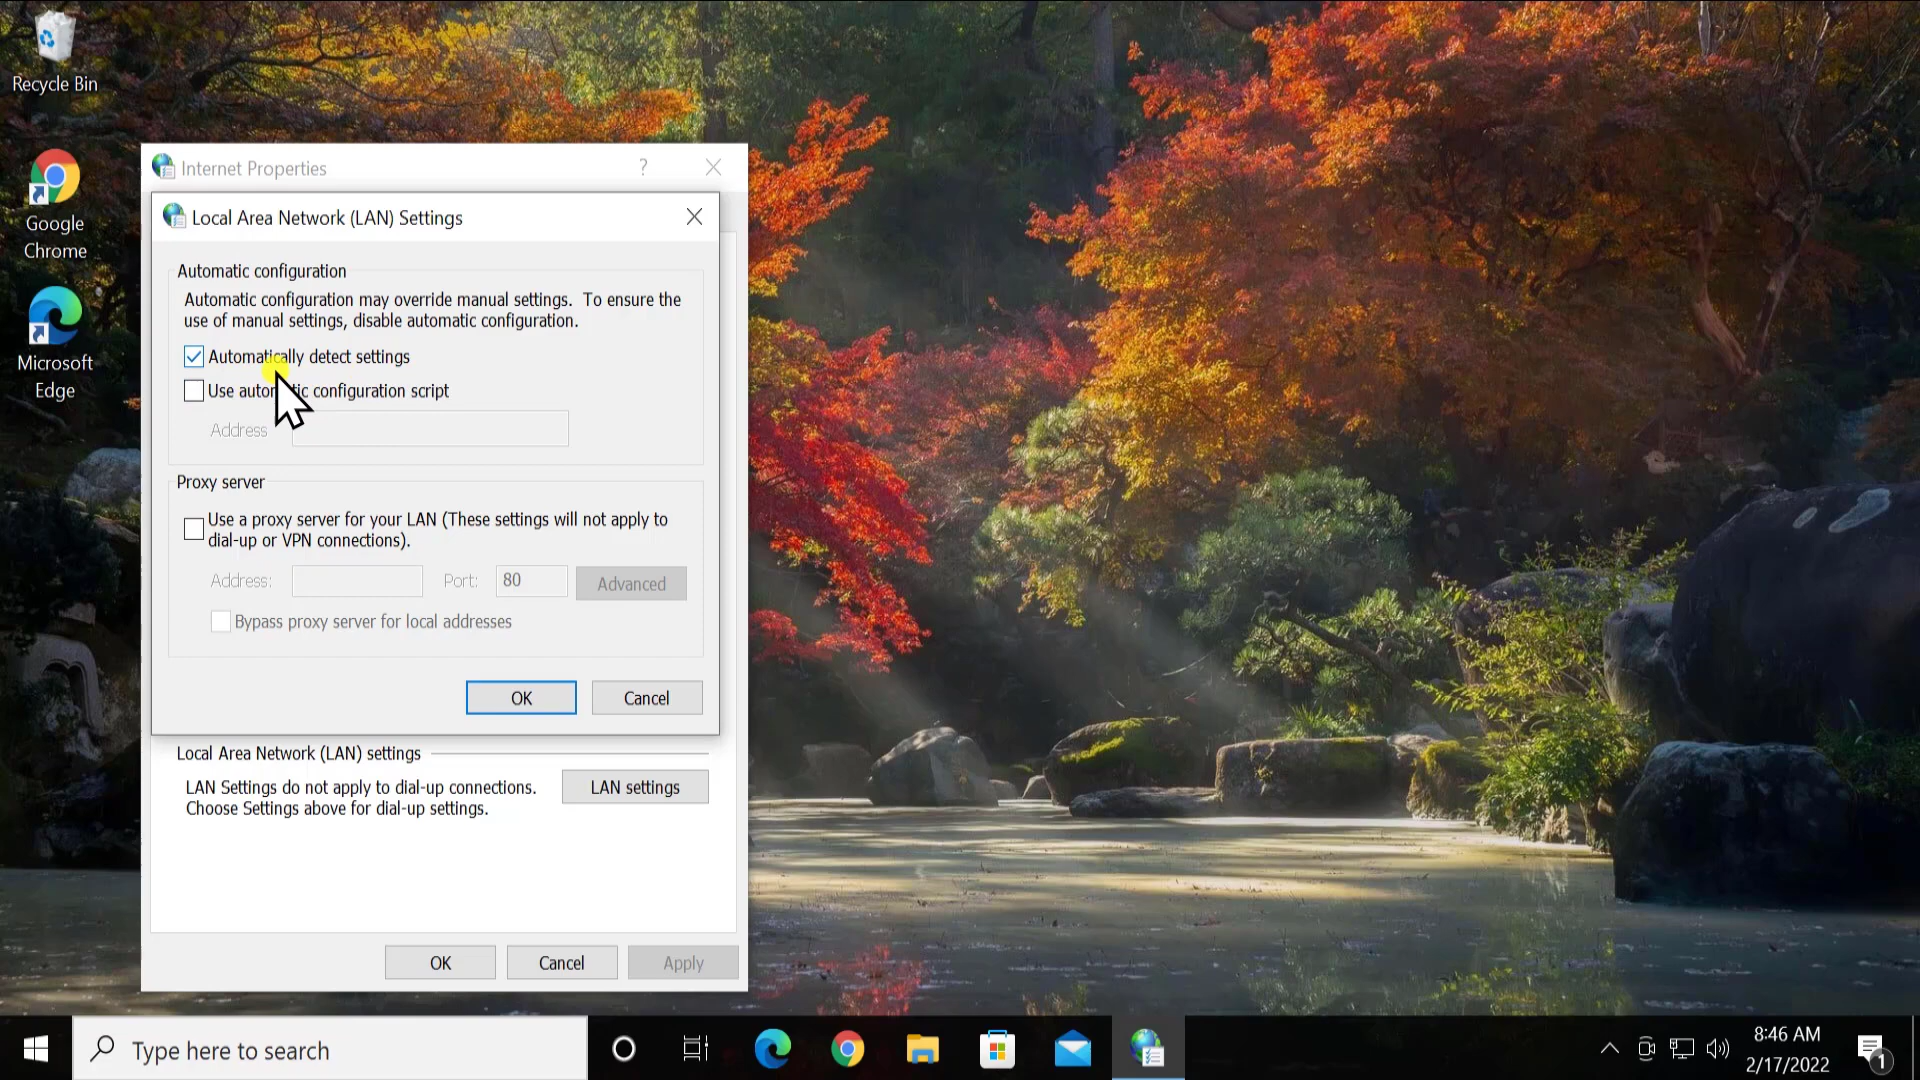 Recycle Bin
Google
Chrome
Microsoft
Edge
Internet Properties
?
Local Area Network (LAN) Settings
Automatic configuration
Automatic configuration may override manual settings.  To ensure the
use of manual settings, disable automatic configuration.
Automatically detect settings
Use automatic configuration script
Address
Proxy server
Use a proxy server for your LAN (These settings will not apply to
dial-up or VPN connections).
Address:
Port:
80
Advanced
Bypass proxy server for local addresses
OK
Cancel
Local Area Network (LAN) settings
LAN Settings do not apply to dial-up connections.
Choose Settings above for dial-up settings.
LAN settings
OK
Cancel
Apply
Type here to search
8:46 AM
2/17/2022
1